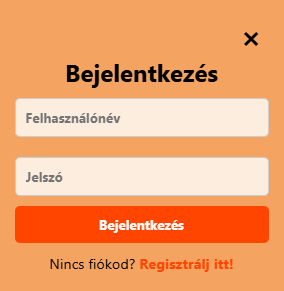 ×
Bejelentkezés
Felhasználónév
Jelszó
Bejelentkezés
Nincs fiókod? Regisztrálj itt!